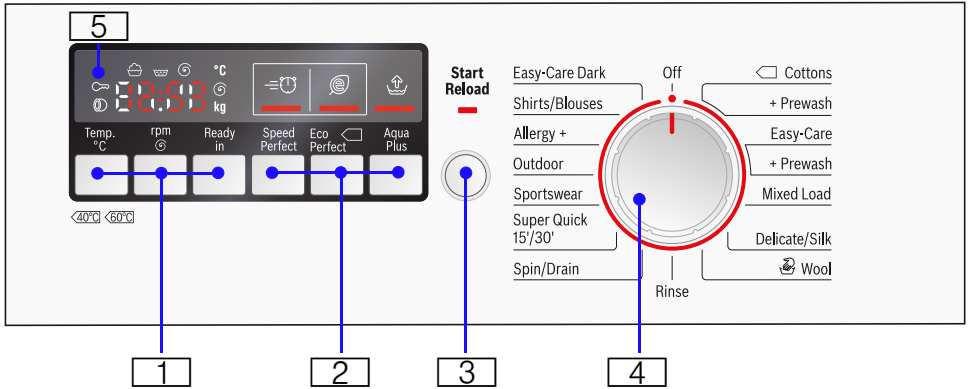 5
°C
18:00
kg
e
Temp.
°C
rpm
Ready
in
Speed
Perfect
Eco
Perfect
Aqua
Plus
40°C 60°C
Start
Reload
Off
Easy-Care Dark
Shirts/Blouses
Allergy +
Outdoor
Sportswear
Super Quick
15'/30'
Spin/Drain
Cottons
+ Prewash
Easy-Care
+ Prewash
Mixed Load
Delicate/Silk
Wool
Rinse
1
2
3
4